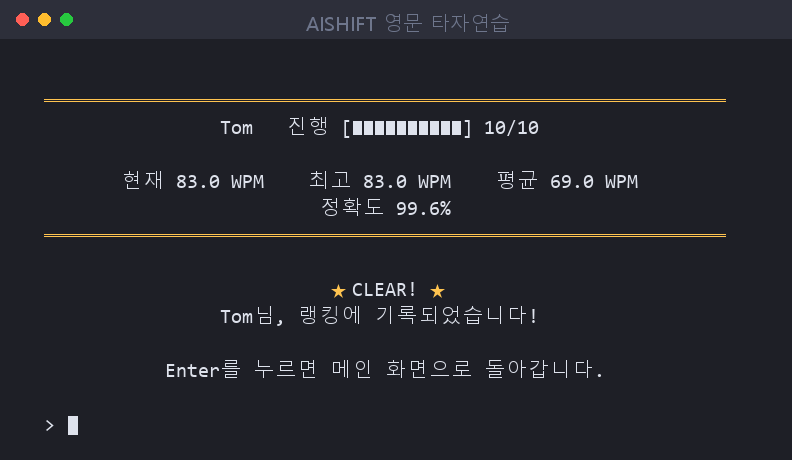 AISHIFT 영문 타자연습
Tom 진행 [■■■■■■■■■■] 10/10
현재 83.0 WPM 최고 83.0 WPM 평균 69.0 WPM
정확도 99.6%
★ CLEAR! ★
Tom님, 랭킹에 기록되었습니다!
Enter를 누르면 메인 화면으로 돌아갑니다.
>